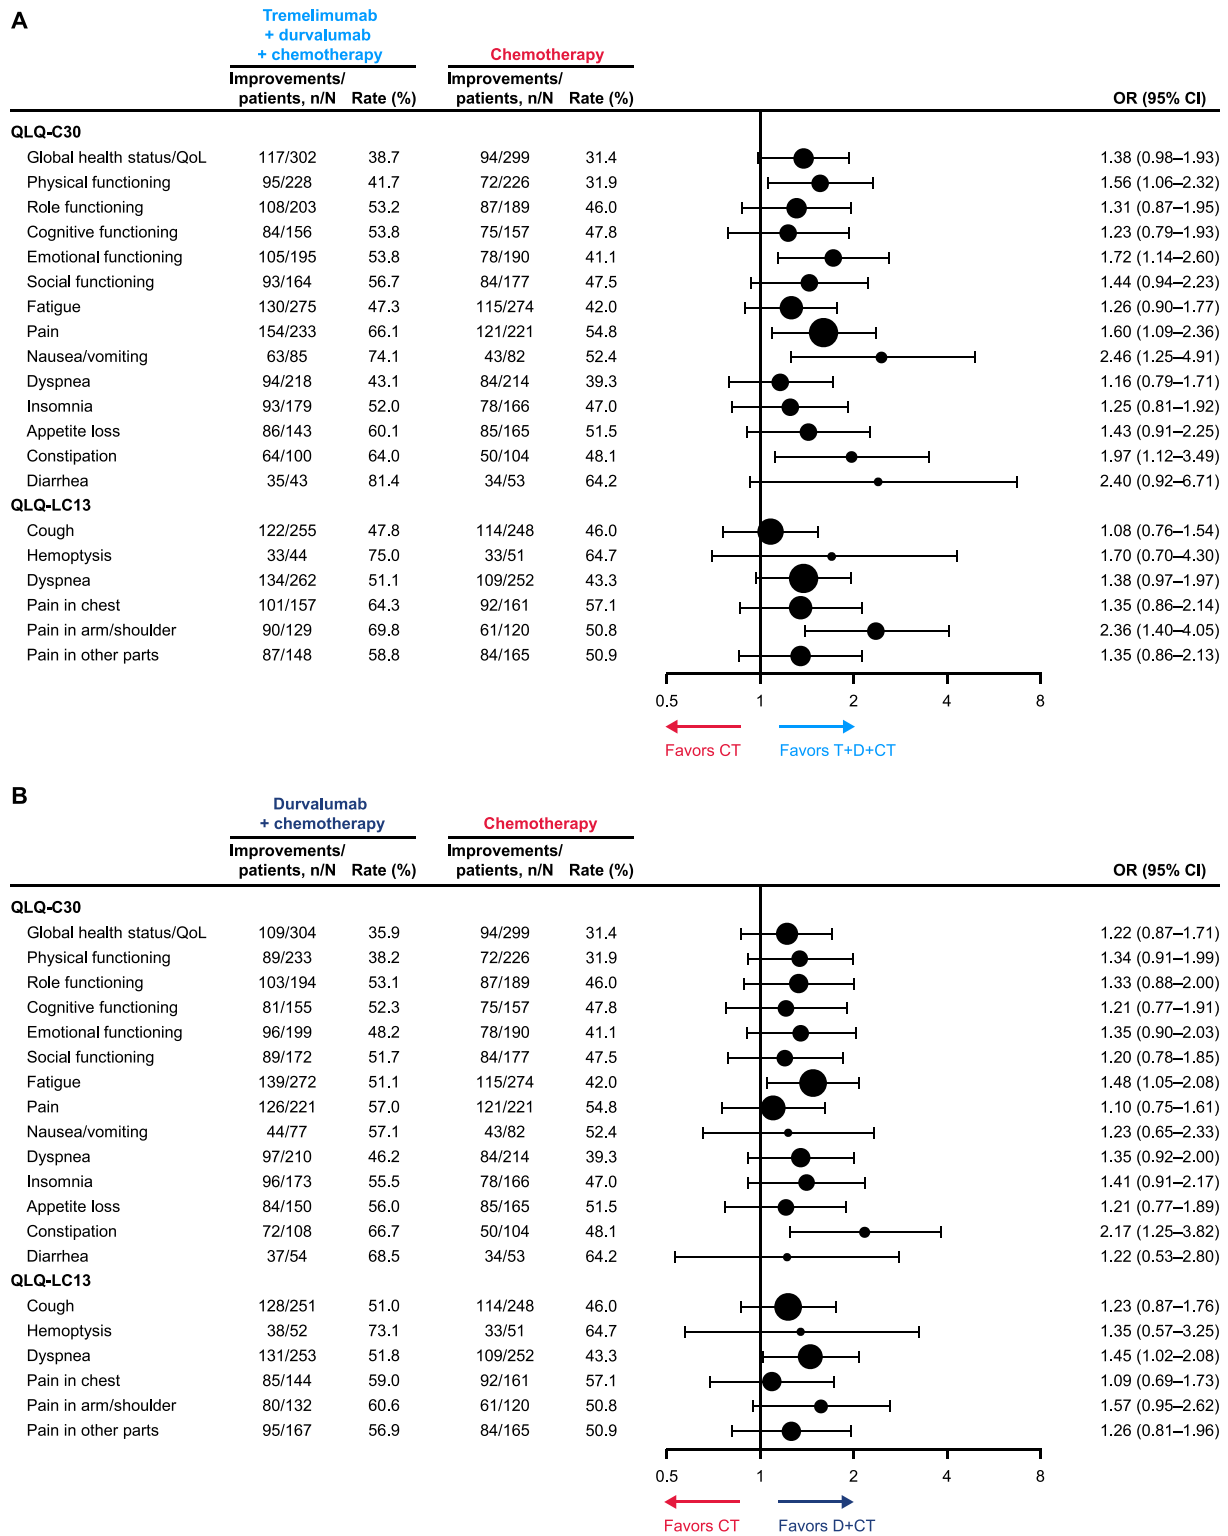 A
Tremelimumab
+ durvalumab
+ chemotherapy
Chemotherapy
Improvements/ patients, n/N Rate (%) Improvements/ patients, n/N Rate (%) OR (95% CI)
QLQ-C30
Global health status/QoL 117/302 38.7 94/299 31.4 1.38 (0.98–1.93)
Physical functioning 95/228 41.7 72/226 31.9 1.56 (1.06–2.32)
Role functioning 108/203 53.2 87/189 46.0 1.31 (0.87–1.95)
Cognitive functioning 84/156 53.8 75/157 47.8 1.23 (0.79–1.93)
Emotional functioning 105/195 53.8 78/190 41.1 1.72 (1.14–2.60)
Social functioning 93/164 56.7 84/177 47.5 1.44 (0.94–2.23)
Fatigue 130/275 47.3 115/274 42.0 1.26 (0.90–1.77)
Pain 154/233 66.1 121/221 54.8 1.60 (1.09–2.36)
Nausea/vomiting 63/85 74.1 43/82 52.4 2.46 (1.25–4.91)
Dyspnea 94/218 43.1 84/214 39.3 1.16 (0.79–1.71)
Insomnia 93/179 52.0 78/166 47.0 1.25 (0.81–1.92)
Appetite loss 86/143 60.1 85/165 51.5 1.43 (0.91–2.25)
Constipation 64/100 64.0 50/104 48.1 1.97 (1.12–3.49)
Diarrhea 35/43 81.4 34/53 64.2 2.40 (0.92–6.71)
QLQ-LC13
Cough 122/255 47.8 114/248 46.0 1.08 (0.76–1.54)
Hemoptysis 33/44 75.0 33/51 64.7 1.70 (0.70–4.30)
Dyspnea 134/262 51.1 109/252 43.3 1.38 (0.97–1.97)
Pain in chest 101/157 64.3 92/161 57.1 1.35 (0.86–2.14)
Pain in arm/shoulder 90/129 69.8 61/120 50.8 2.36 (1.40–4.05)
Pain in other parts 87/148 58.8 84/165 50.9 1.35 (0.86–2.13)
0.5 1 2 4 8
Favors CT Favors T+D+CT
B
Durvalumab
+ chemotherapy
Chemotherapy
Improvements/ patients, n/N Rate (%) Improvements/ patients, n/N Rate (%) OR (95% CI)
QLQ-C30
Global health status/QoL 109/304 35.9 94/299 31.4 1.22 (0.87–1.71)
Physical functioning 89/233 38.2 72/226 31.9 1.34 (0.91–1.99)
Role functioning 103/194 53.1 87/189 46.0 1.33 (0.88–2.00)
Cognitive functioning 81/155 52.3 75/157 47.8 1.21 (0.77–1.91)
Emotional functioning 96/199 48.2 78/190 41.1 1.35 (0.90–2.03)
Social functioning 89/172 51.7 84/177 47.5 1.20 (0.78–1.85)
Fatigue 139/272 51.1 115/274 42.0 1.48 (1.05–2.08)
Pain 126/221 57.0 121/221 54.8 1.10 (0.75–1.61)
Nausea/vomiting 44/77 57.1 43/82 52.4 1.23 (0.65–2.33)
Dyspnea 97/210 46.2 84/214 39.3 1.35 (0.92–2.00)
Insomnia 96/173 55.5 78/166 47.0 1.41 (0.91–2.17)
Appetite loss 84/150 56.0 85/165 51.5 1.21 (0.77–1.89)
Constipation 72/108 66.7 50/104 48.1 2.17 (1.25–3.82)
Diarrhea 37/54 68.5 34/53 64.2 1.22 (0.53–2.80)
QLQ-LC13
Cough 128/251 51.0 114/248 46.0 1.23 (0.87–1.76)
Hemoptysis 38/52 73.1 33/51 64.7 1.35 (0.57–3.25)
Dyspnea 131/253 51.8 109/252 43.3 1.45 (1.02–2.08)
Pain in chest 85/144 59.0 92/161 57.1 1.09 (0.69–1.73)
Pain in arm/shoulder 80/132 60.6 61/120 50.8 1.57 (0.95–2.62)
Pain in other parts 95/167 56.9 84/165 50.9 1.26 (0.81–1.96)
0.5 1 2 4 8
Favors CT Favors D+CT